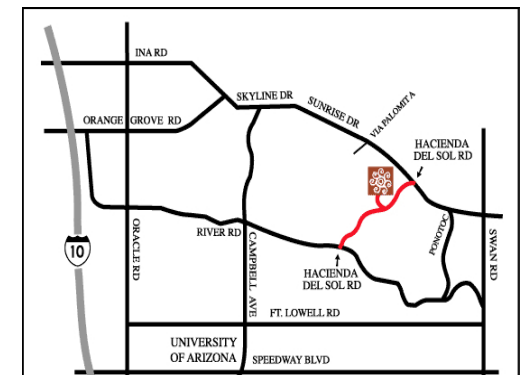 INA RD
SKYLINE DR
SUNRISE DR
VIA PALOMITA
ORANGE GROVE RD
HACIENDA
DEL SOL RD
10
ORACLE RD
RIVER RD
CAMPBELL AVE
PONOTOC
SWAN RD
HACIENDA
DEL SOL RD
FT. LOWELL RD
UNIVERSITY
OF ARIZONA
SPEEDWAY BLVD